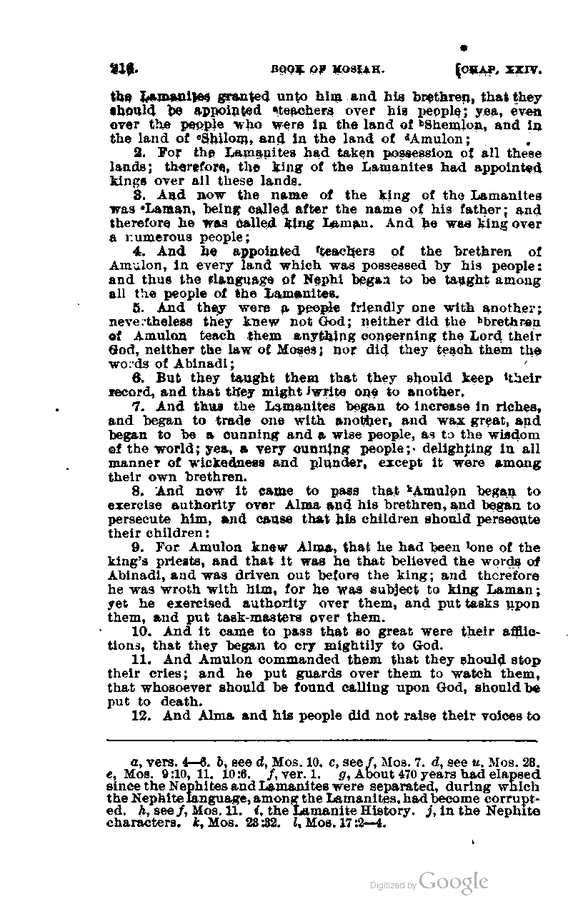 216. BOOK OF MOSIAH. [CHAP. XXIV.
the Lamanites granted unto him and his brethren, that they
should be appointed ᵃteachers over his people; yea, even
over the people who were in the land of ᵇShemlon, and in
the land of ᶜShilom, and in the land of ᵈAmulon;
2. For the Lamanites had taken possession of all these
lands; therefore, the king of the Lamanites had appointed
kings over all these lands.
3. And now the name of the king of the Lamanites
was ᵉLaman, being called after the name of his father; and
therefore he was called king Laman. And he was king over
a numerous people;
4. And he appointed ᶠteachers of the brethren of
Amulon, in every land which was possessed by his people:
and thus the ᵍlanguage of Nephi began to be taught among
all the people of the Lamanites.
5. And they were a people friendly one with another;
nevertheless they knew not God; neither did the ʰbrethren
of Amulon teach them anything concerning the Lord their
God, neither the law of Moses; nor did they teach them the
words of Abinadi;
6. But they taught them that they should keep ⁱtheir
record, and that they might ʲwrite one to another.
7. And thus the Lamanites began to increase in riches,
and began to trade one with another, and wax great, and
began to be a cunning and a wise people, as to the wisdom
of the world; yea, a very cunning people; delighting in all
manner of wickedness and plunder, except it were among
their own brethren.
8. And now it came to pass that ᵏAmulon began to
exercise authority over Alma and his brethren, and began to
persecute him, and cause that his children should persecute
their children:
9. For Amulon knew Alma, that he had been ˡone of the
king's priests, and that it was he that believed the words of
Abinadi, and was driven out before the king; and therefore
he was wroth with him, for he was subject to king Laman;
yet he exercised authority over them, and put tasks upon
them, and put task-masters over them.
10. And it came to pass that so great were their afflic-
tions, that they began to cry mightily to God.
11. And Amulon commanded them that they should stop
their cries; and he put guards over them to watch them,
that whosoever should be found calling upon God, should be
put to death.
12. And Alma and his people did not raise their voices to
a, vers. 4—6. b, see d, Mos. 10. c, see f, Mos. 7. d, see u, Mos. 23.
e, Mos. 9:10, 11. 10:6. f, ver. 1. g, About 470 years had elapsed
since the Nephites and Lamanites were separated, during which
the Nephite language, among the Lamanites, had become corrupt-
ed. h, see f, Mos. 11. i, the Lamanite History. j, in the Nephite
characters. k, Mos. 23:32. l, Mos. 17:2—4.
Digitized by Google